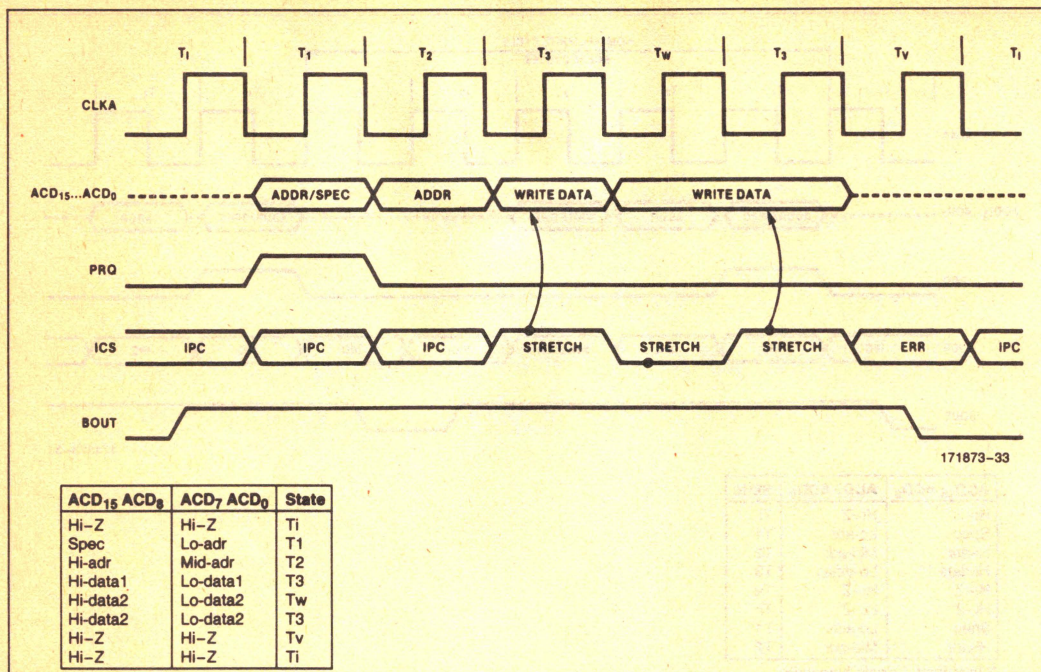 Ti | T1 | T2 | T3 | Tw | T3 | Tv | Ti
CLKA
ACD15...ACD0 ADDR/SPEC ADDR WRITE DATA WRITE DATA
PRQ
ICS IPC IPC IPC STRETCH STRETCH STRETCH ERR IPC
BOUT
171873–33
ACD15 ACD8 ACD7 ACD0 State
Hi–Z Hi–Z Ti
Spec Lo-adr T1
Hi-adr Mid-adr T2
Hi-data1 Lo-data1 T3
Hi-data2 Lo-data2 Tw
Hi-data2 Lo-data2 T3
Hi–Z Hi–Z Tv
Hi–Z Hi–Z Ti